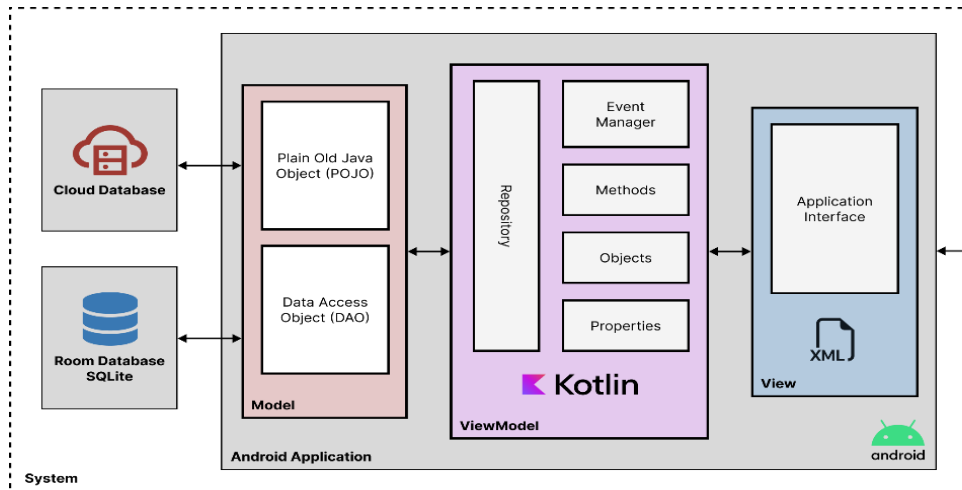 Cloud Database
Room Database
SQLite
Plain Old Java
Object (POJO)
Data Access
Object (DAO)
Model
Repository
Event
Manager
Methods
Objects
Properties
Kotlin
ViewModel
Application
Interface
XML
View
Android Application
android
System